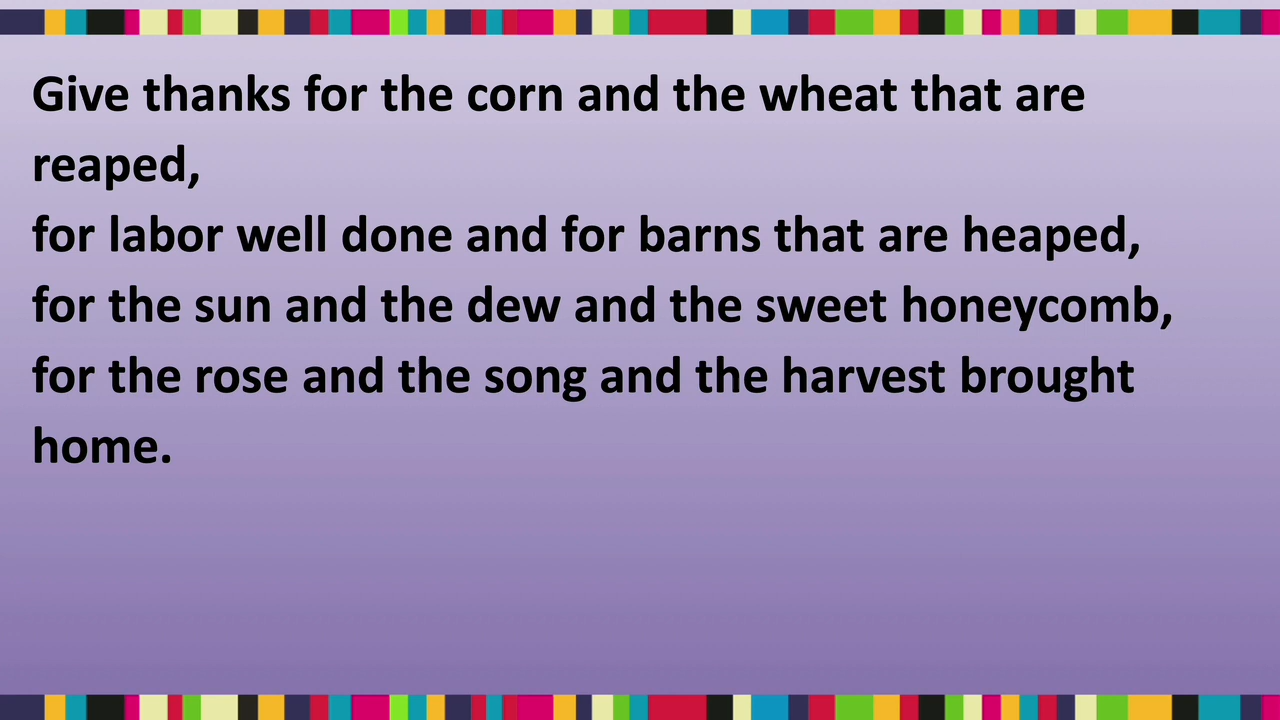 Give thanks for the corn and the wheat that are
reaped,
for labor well done and for barns that are heaped,
for the sun and the dew and the sweet honeycomb,
for the rose and the song and the harvest brought
home.